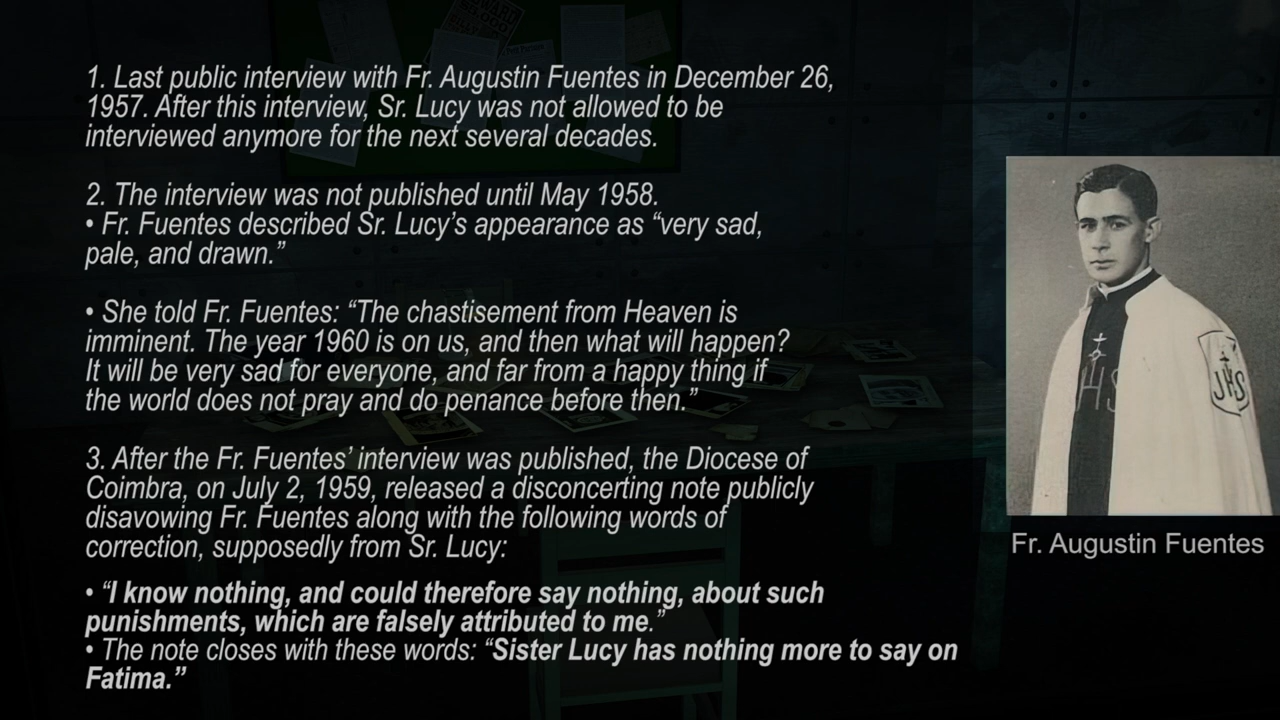 1. Last public interview with Fr. Augustin Fuentes in December 26,
1957. After this interview, Sr. Lucy was not allowed to be
interviewed anymore for the next several decades.
2. The interview was not published until May 1958.
• Fr. Fuentes described Sr. Lucy’s appearance as “very sad,
pale, and drawn.”
• She told Fr. Fuentes: “The chastisement from Heaven is
imminent. The year 1960 is on us, and then what will happen?
It will be very sad for everyone, and far from a happy thing if
the world does not pray and do penance before then.”
3. After the Fr. Fuentes’ interview was published, the Diocese of
Coimbra, on July 2, 1959, released a disconcerting note publicly
disavowing Fr. Fuentes along with the following words of
correction, supposedly from Sr. Lucy:
• “I know nothing, and could therefore say nothing, about such
punishments, which are falsely attributed to me.”
• The note closes with these words: “Sister Lucy has nothing more to say on
Fatima.”
JHS
Fr. Augustin Fuentes